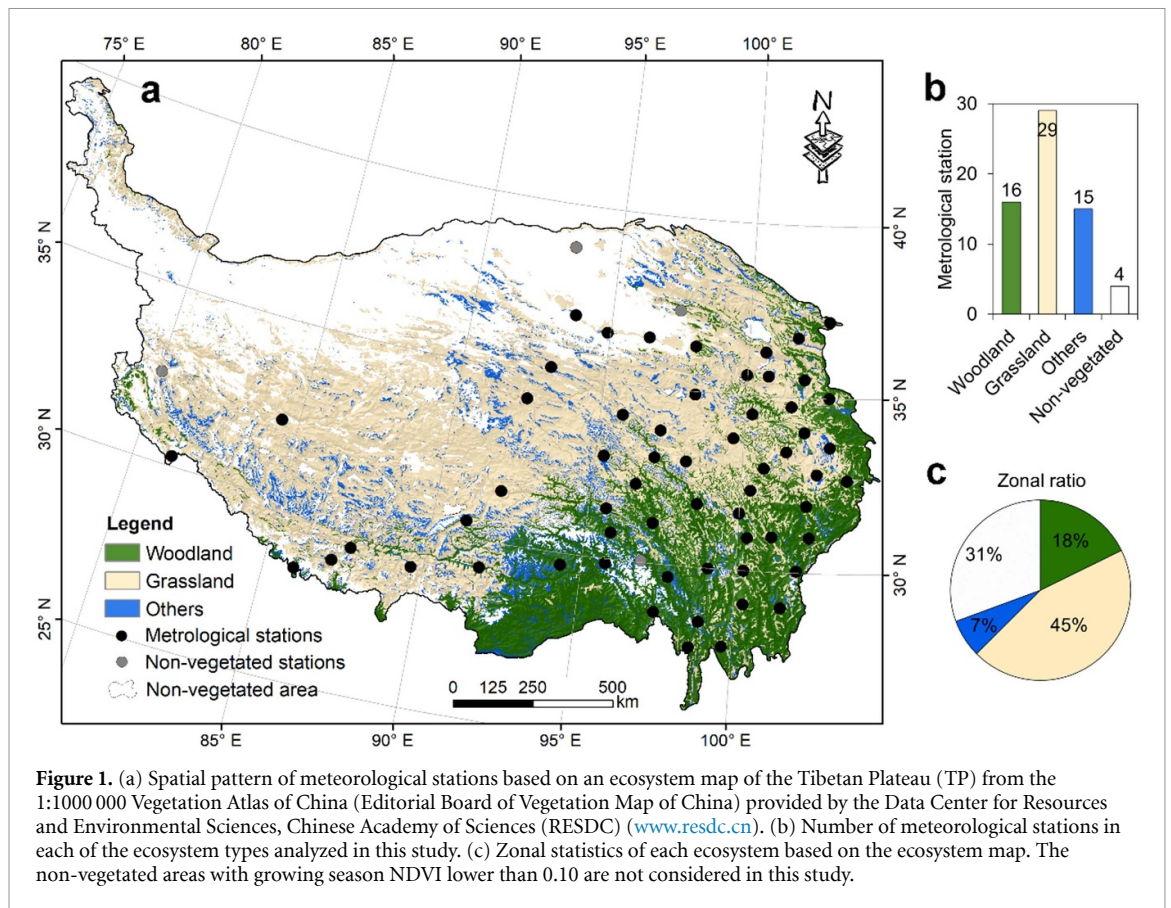 75° E 80° E 85° E 90° E 95° E 100° E
a
N
35° N
30° N
25° N
40° N
35° N
30° N
Legend
Woodland
Grassland
Others
Metrological stations
Non-vegetated stations
Non-vegetated area
0 125 250 500
km
85° E 90° E 95° E 100° E
b
Metrological station
30
20
10
0
16
29
15
4
Woodland
Grassland
Others
Non-vegetated
c
Zonal ratio
18%
45%
7%
31%
Figure 1. (a) Spatial pattern of meteorological stations based on an ecosystem map of the Tibetan Plateau (TP) from the
1:1000 000 Vegetation Atlas of China (Editorial Board of Vegetation Map of China) provided by the Data Center for Resources
and Environmental Sciences, Chinese Academy of Sciences (RESDC) (www.resdc.cn). (b) Number of meteorological stations in
each of the ecosystem types analyzed in this study. (c) Zonal statistics of each ecosystem based on the ecosystem map. The
non-vegetated areas with growing season NDVI lower than 0.10 are not considered in this study.